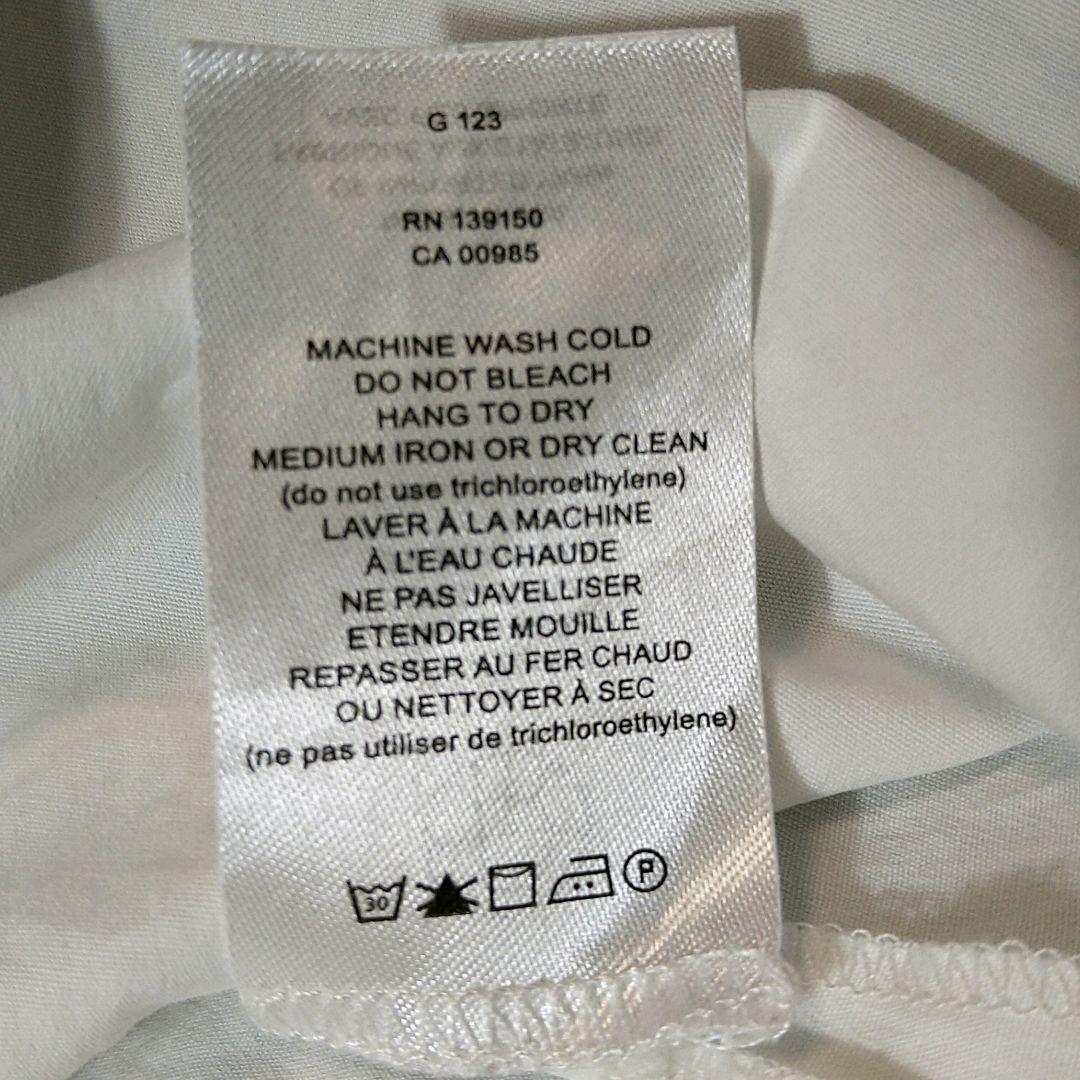 G 123
RN 139150
CA 00985
MACHINE WASH COLD
DO NOT BLEACH
HANG TO DRY
MEDIUM IRON OR DRY CLEAN
(do not use trichloroethylene)
LAVER À LA MACHINE
À L'EAU CHAUDE
NE PAS JAVELLISER
ETENDRE MOUILLE
REPASSER AU FER CHAUD
OU NETTOYER À SEC
(ne pas utiliser de trichloroethylene)
30 P